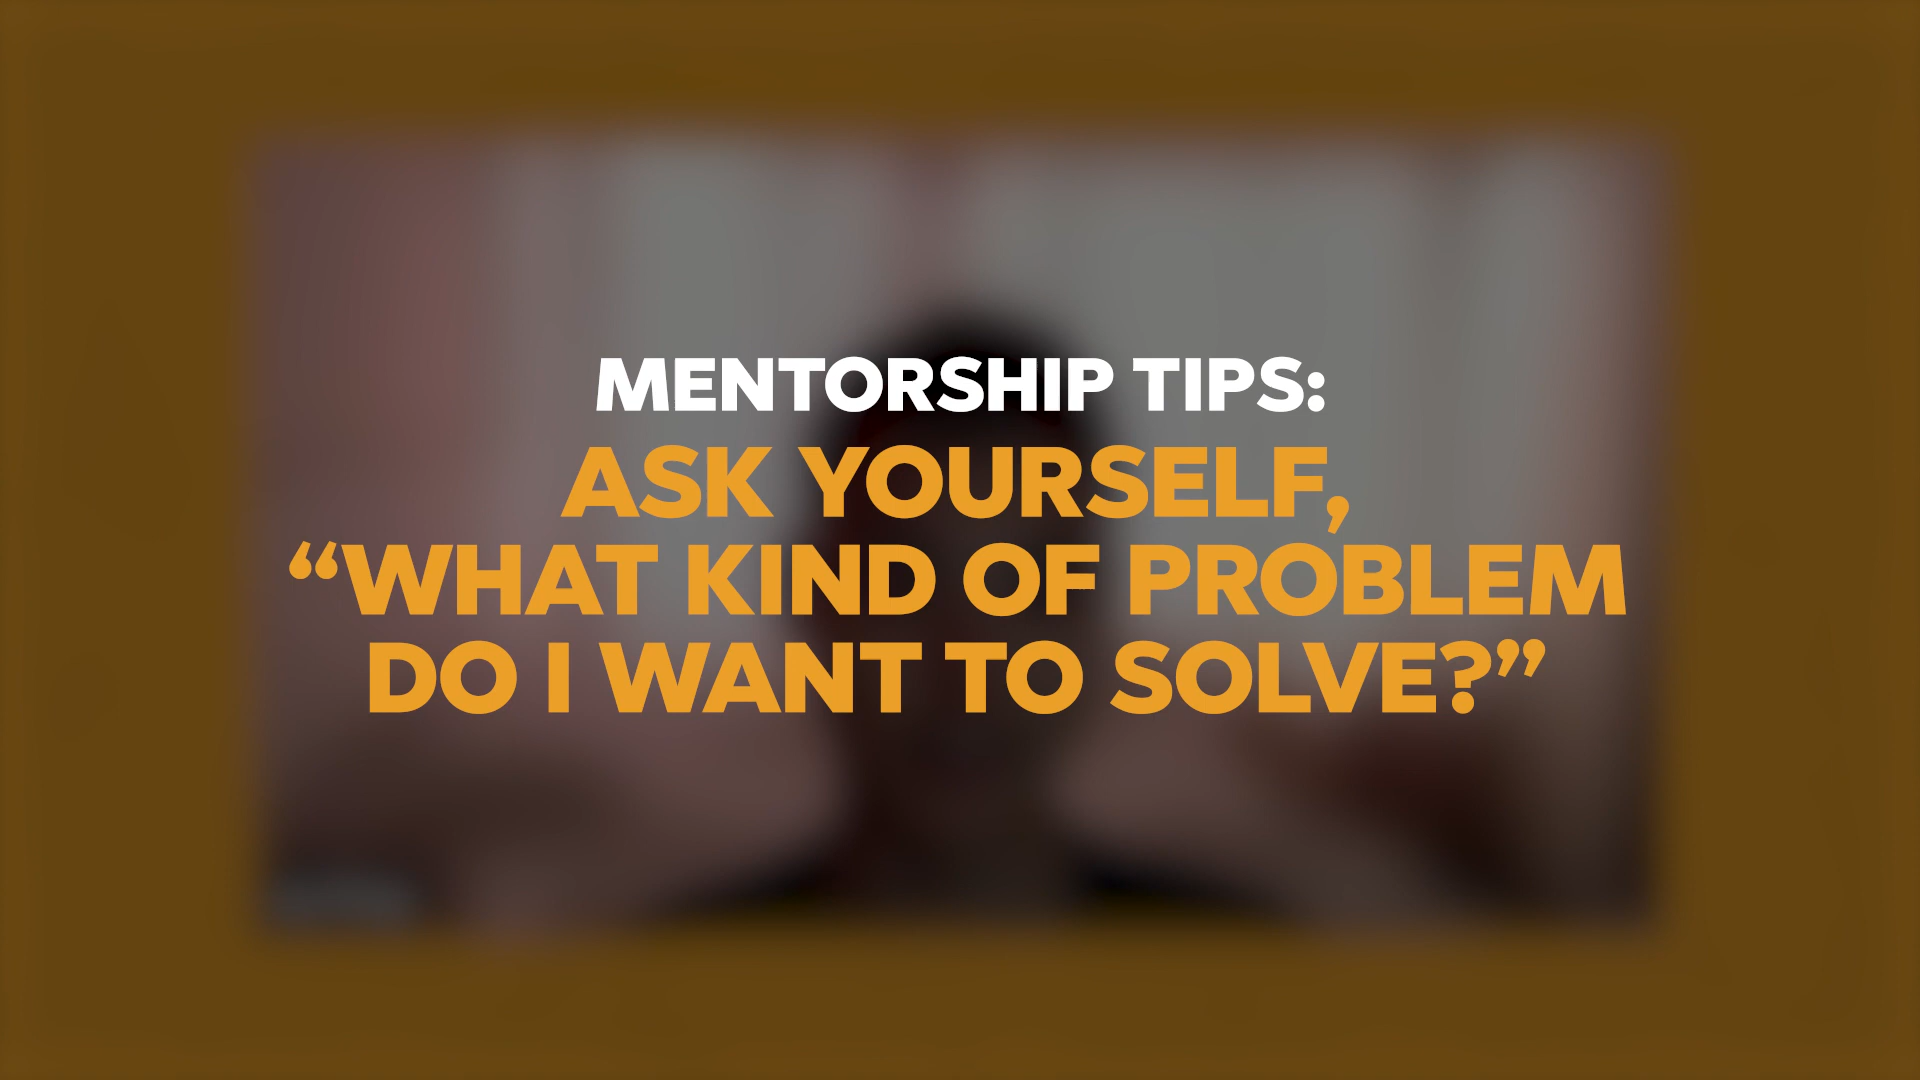 MENTORSHIP TIPS:
ASK YOURSELF,
“WHAT KIND OF PROBLEM
DO I WANT TO SOLVE?”